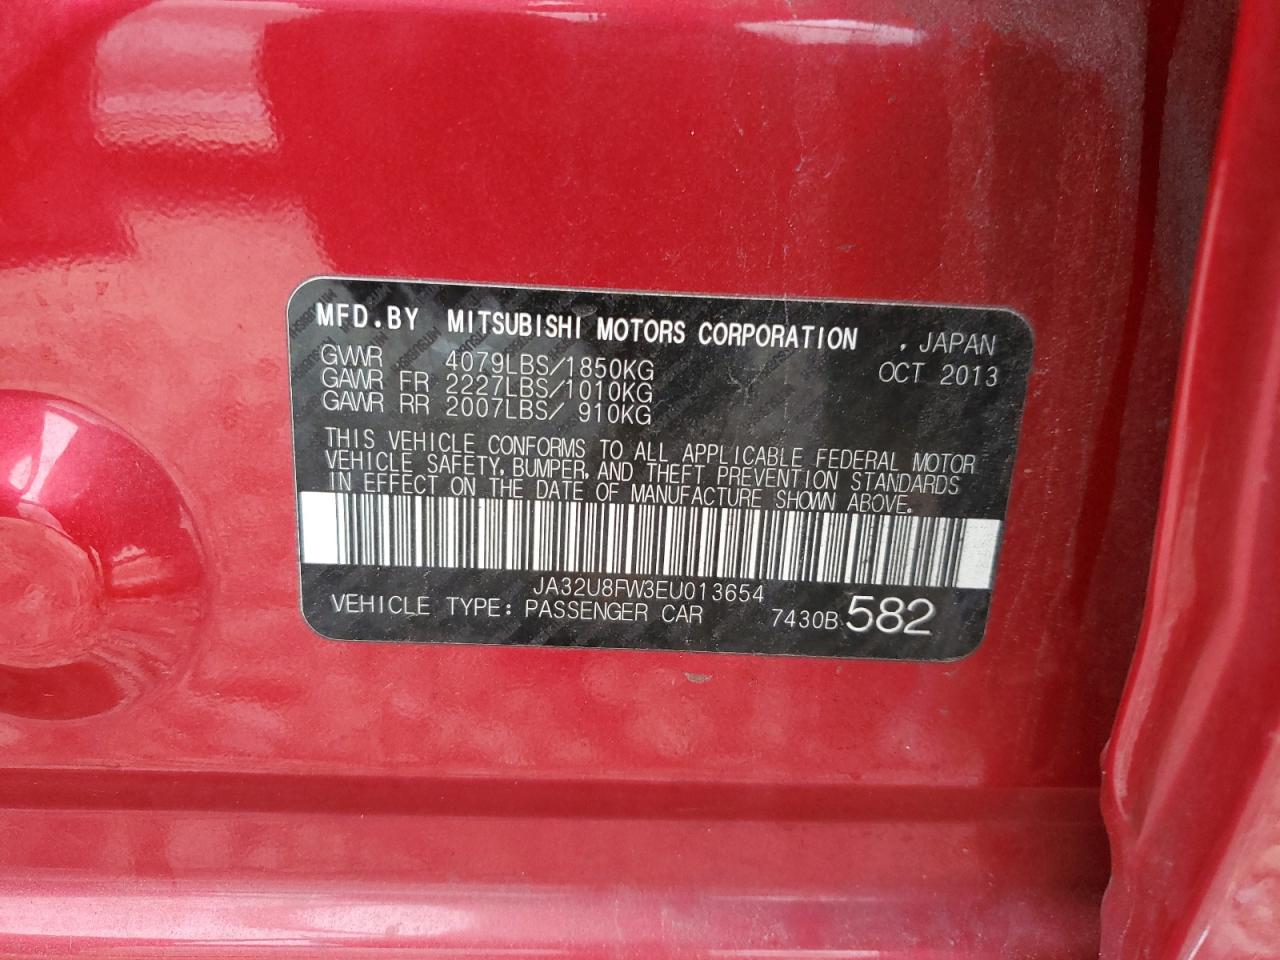 MFD.BY MITSUBISHI MOTORS CORPORATION , JAPAN
GVWR 4079LBS/1850KG OCT 2013
GAWR FR 2227LBS/1010KG
GAWR RR 2007LBS/ 910KG
THIS VEHICLE CONFORMS TO ALL APPLICABLE FEDERAL MOTOR
VEHICLE SAFETY, BUMPER, AND THEFT PREVENTION STANDARDS
IN EFFECT ON THE DATE OF MANUFACTURE SHOWN ABOVE.
JA32U8FW3EU013654
VEHICLE TYPE: PASSENGER CAR 7430B 582